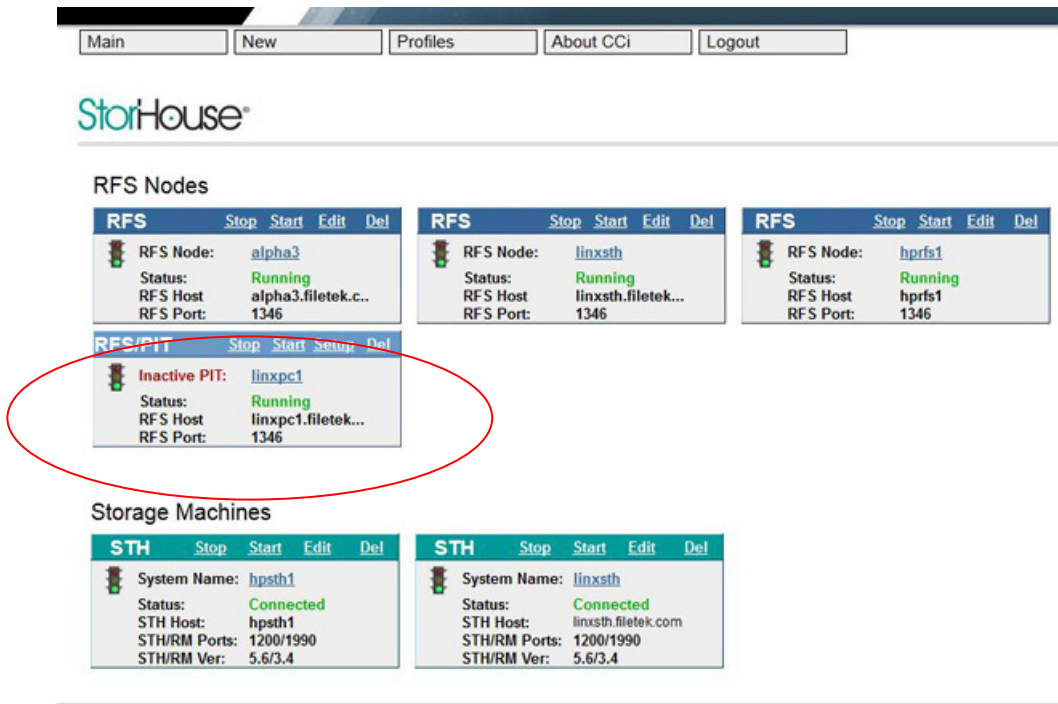 Main New Profiles About CCi Logout
StorHouse®
RFS Nodes
RFS Stop Start Edit Del
RFS Node: alpha3
Status: Running
RFS Host alpha3.filetek.c..
RFS Port: 1346
RFS Stop Start Edit Del
RFS Node: linxsth
Status: Running
RFS Host linxsth.filetek...
RFS Port: 1346
RFS Stop Start Edit Del
RFS Node: hprfs1
Status: Running
RFS Host hprfs1
RFS Port: 1346
RFS/PIT Stop Start Setup Del
Inactive PIT: linxpc1
Status: Running
RFS Host linxpc1.filetek...
RFS Port: 1346
Storage Machines
STH Stop Start Edit Del
System Name: hpsth1
Status: Connected
STH Host: hpsth1
STH/RM Ports: 1200/1990
STH/RM Ver: 5.6/3.4
STH Stop Start Edit Del
System Name: linxsth
Status: Connected
STH Host: linxsth.filetek.com
STH/RM Ports: 1200/1990
STH/RM Ver: 5.6/3.4